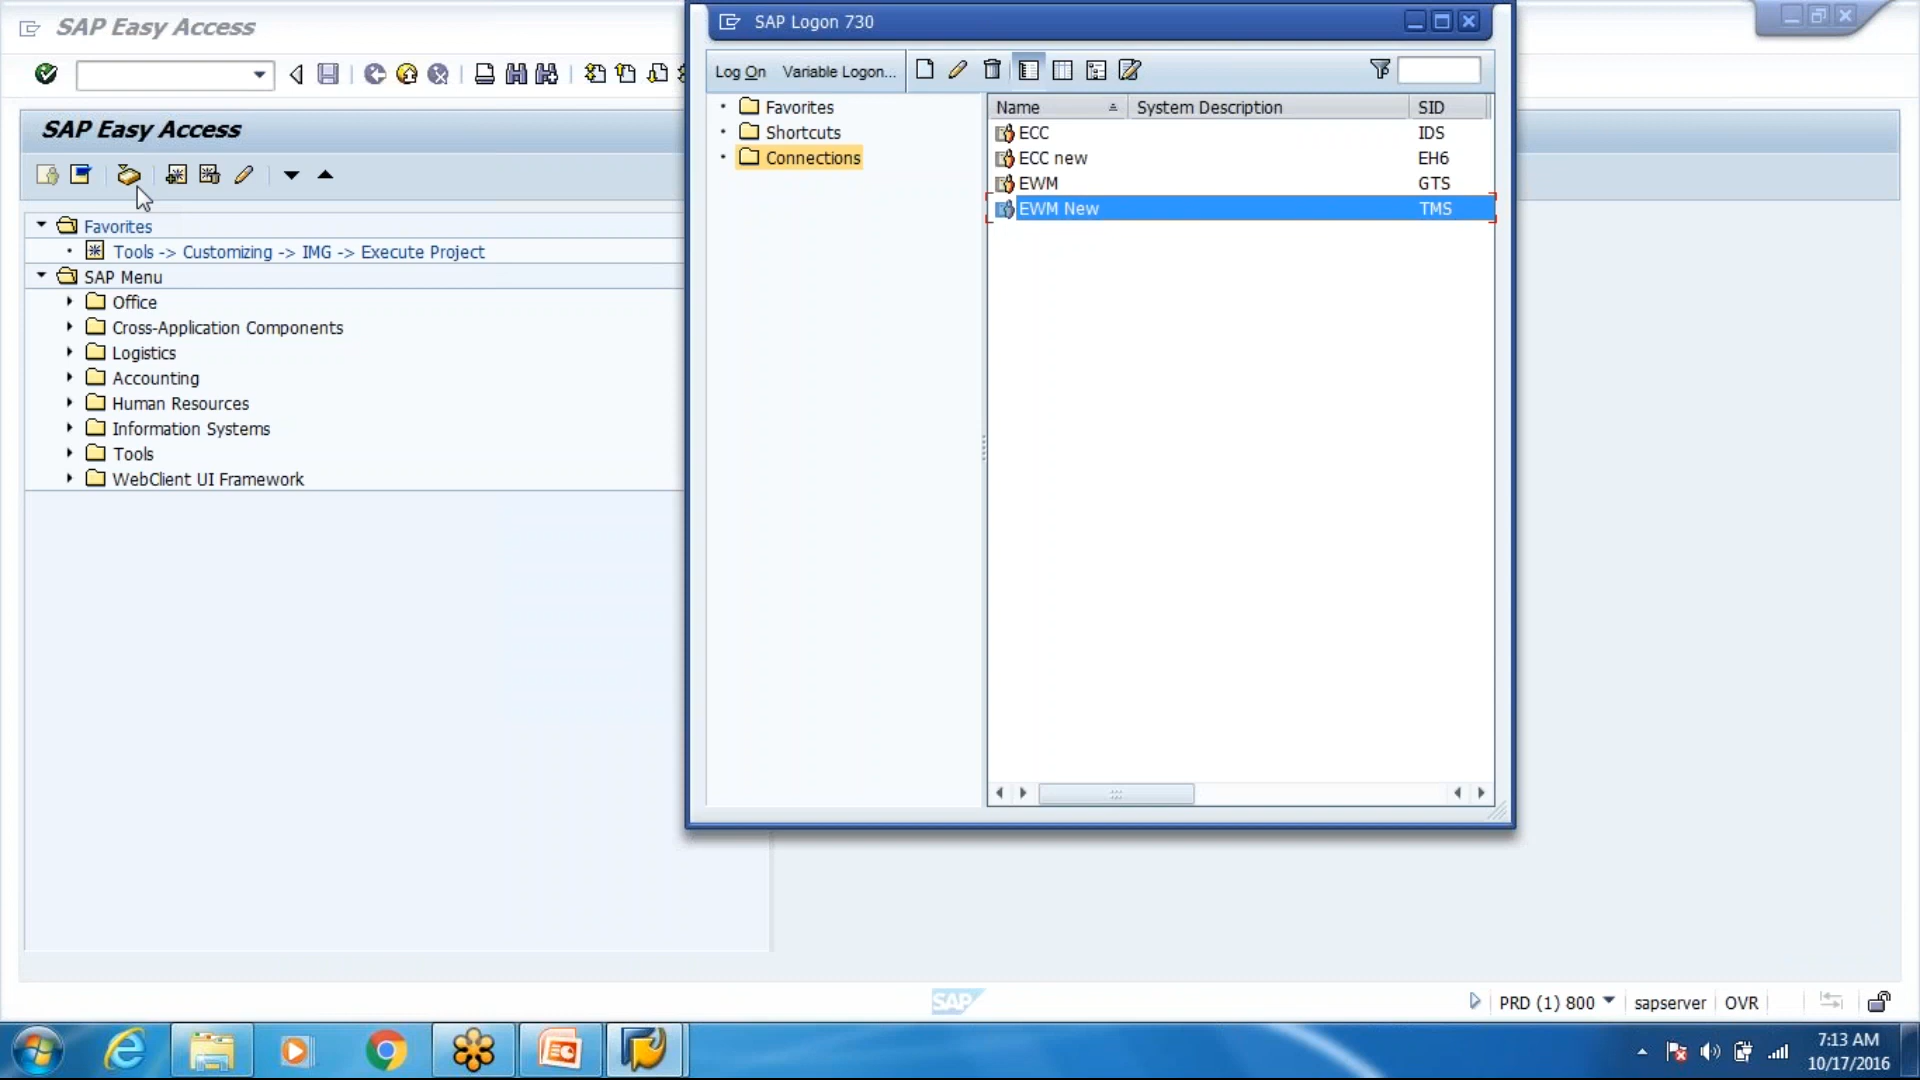 SAP Easy Access
SAP Easy Access
Favorites
Tools -> Customizing -> IMG -> Execute Project
SAP Menu
Office
Cross-Application Components
Logistics
Accounting
Human Resources
Information Systems
Tools
WebClient UI Framework
SAP Logon 730
Log On Variable Logon...
Favorites
Shortcuts
Connections
Name System Description SID
ECC IDS
ECC new EH6
EWM GTS
EWM New TMS
SAP
PRD (1) 800 sapserver OVR
7:13 AM
10/17/2016